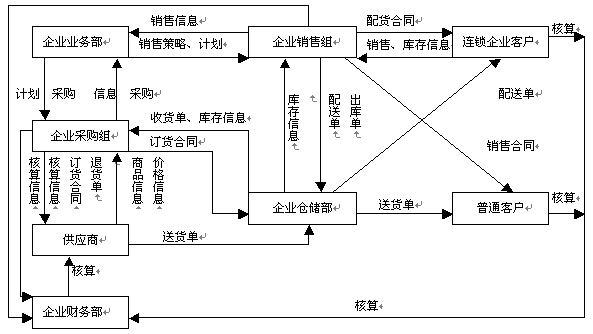 销售信息
配货合同
核算
企业业务部
企业销售组
连锁企业客户
销售策略、计划
销售、库存信息
计划
采购
信息
采购
库存信息
配送单
出库单
配送单
收货单、库存信息
企业采购组
订货合同
销售合同
核算信息
核算信息
订货合同
退货单
商品信息
价格信息
企业仓储部
送货单
普通客户
核算
供应商
送货单
核算
企业财务部
核算